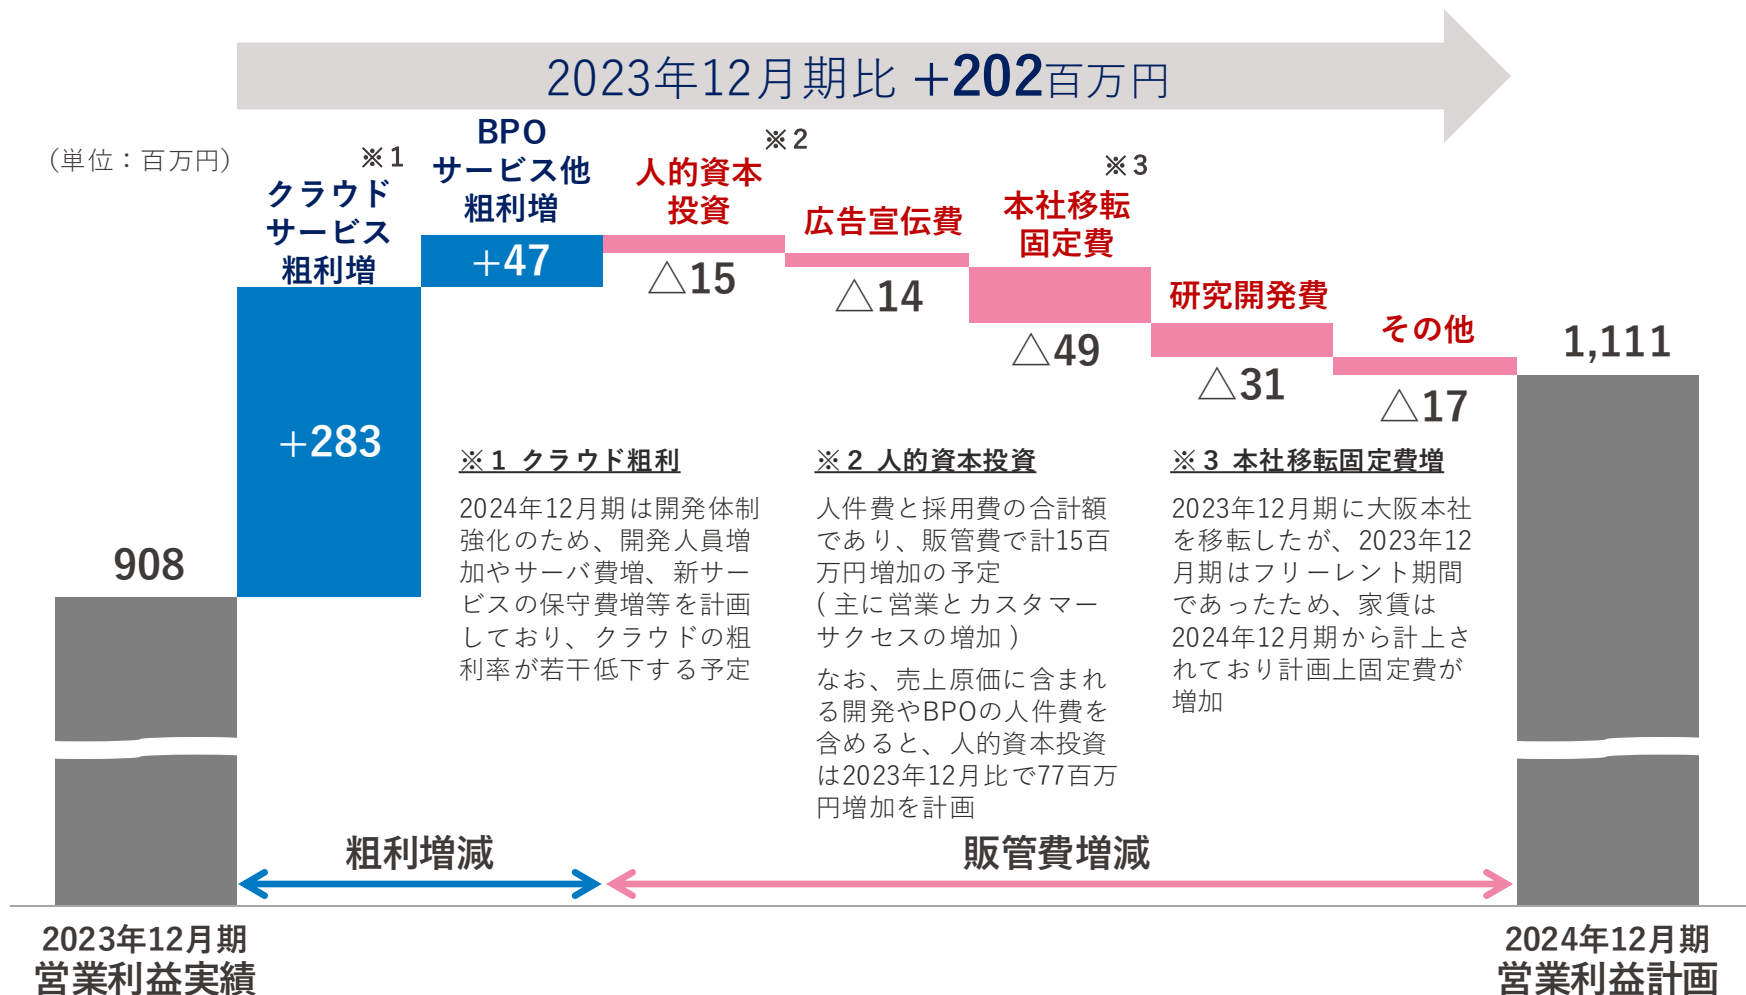 2023年12月期比 +202百万円
(単位：百万円)
※1
クラウド
サービス
粗利増
BPO
サービス他
粗利増
※2
人的資本
投資
広告宣伝費
※3
本社移転
固定費
研究開発費
その他
908
+283
+47
△15
△14
△49
△31
△17
1,111
※1 クラウド粗利
2024年12月期は開発体制
強化のため、開発人員増
加やサーバ費増、新サー
ビスの保守費増等を計画
しており、クラウドの粗
利率が若干低下する予定
※2 人的資本投資
人件費と採用費の合計額
であり、販管費で計15百
万円増加の予定
(主に営業とカスタマー
サクセスの増加)
なお、売上原価に含まれ
る開発やBPOの人件費を
含めると、人的資本投資
は2023年12月比で77百万
円増加を計画
※3 本社移転固定費増
2023年12月期に大阪本社
を移転したが、2023年12
月期はフリーレント期間
であったため、家賃は
2024年12月期から計上さ
れており計画上固定費が
増加
粗利増減
販管費増減
2023年12月期
営業利益実績
2024年12月期
営業利益計画